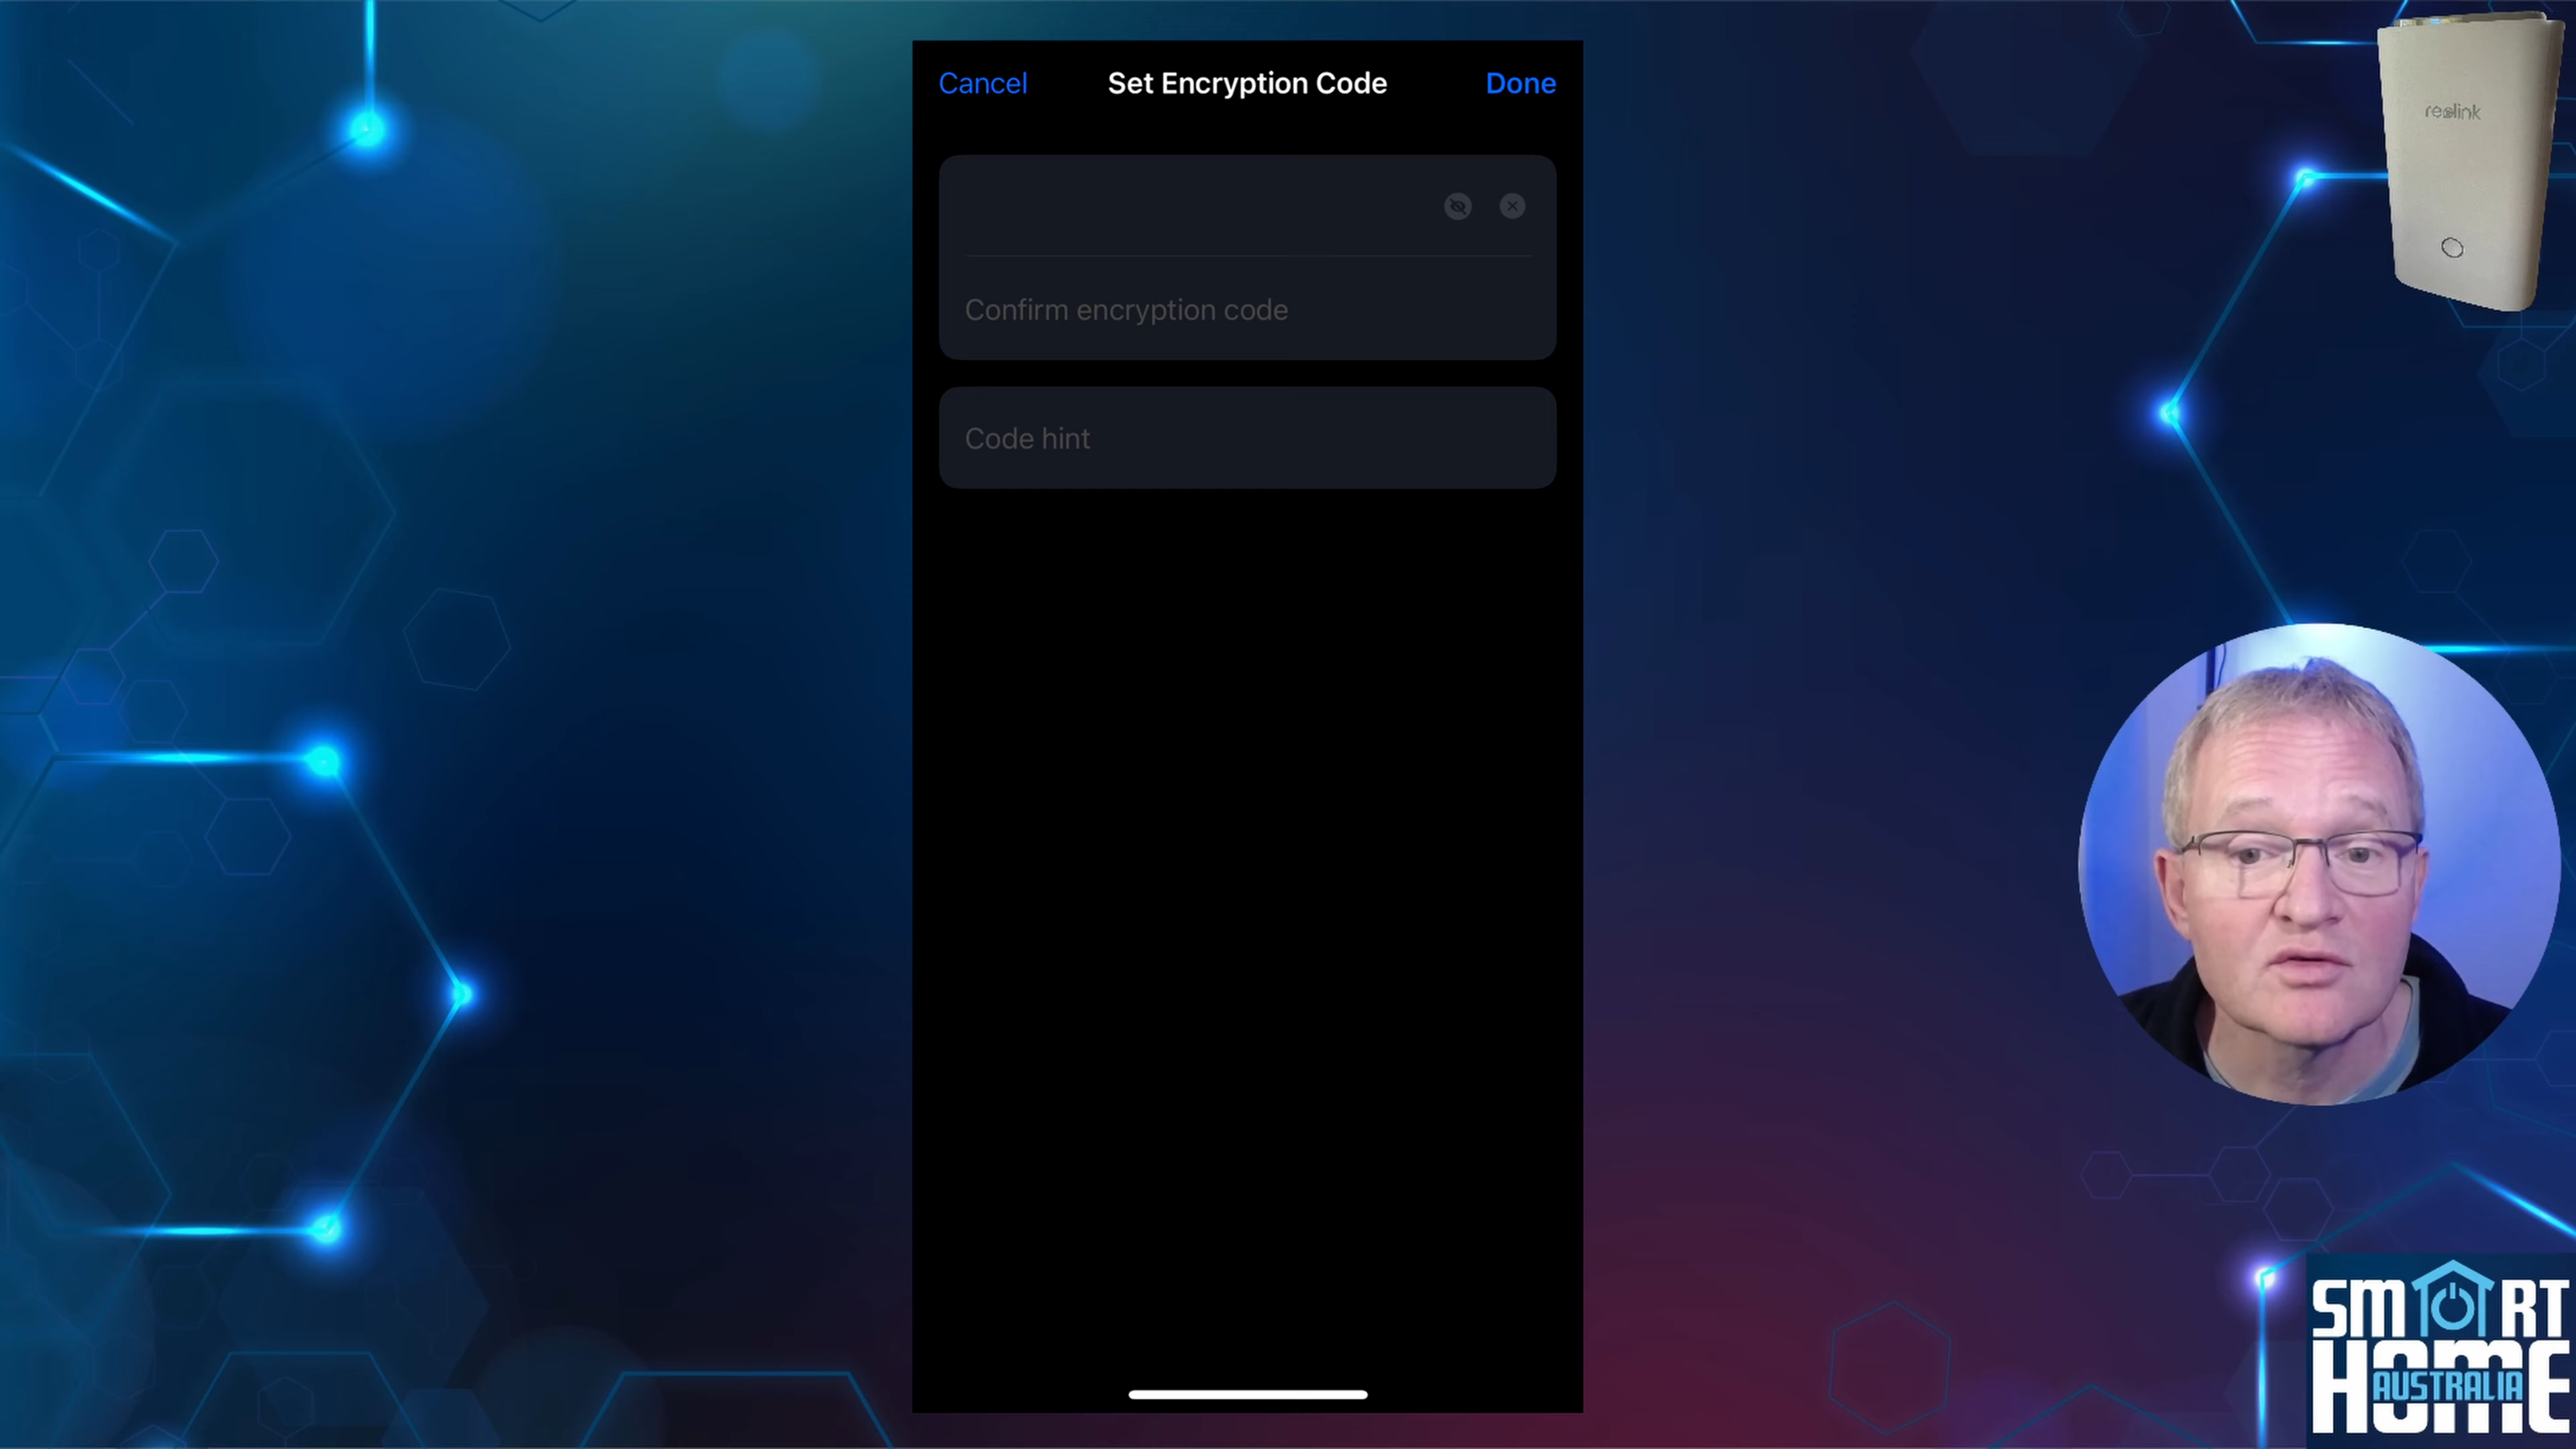 Cancel
Set Encryption Code
Done
Confirm encryption code
Code hint
reolink
SMART
HOME
AUSTRALIA